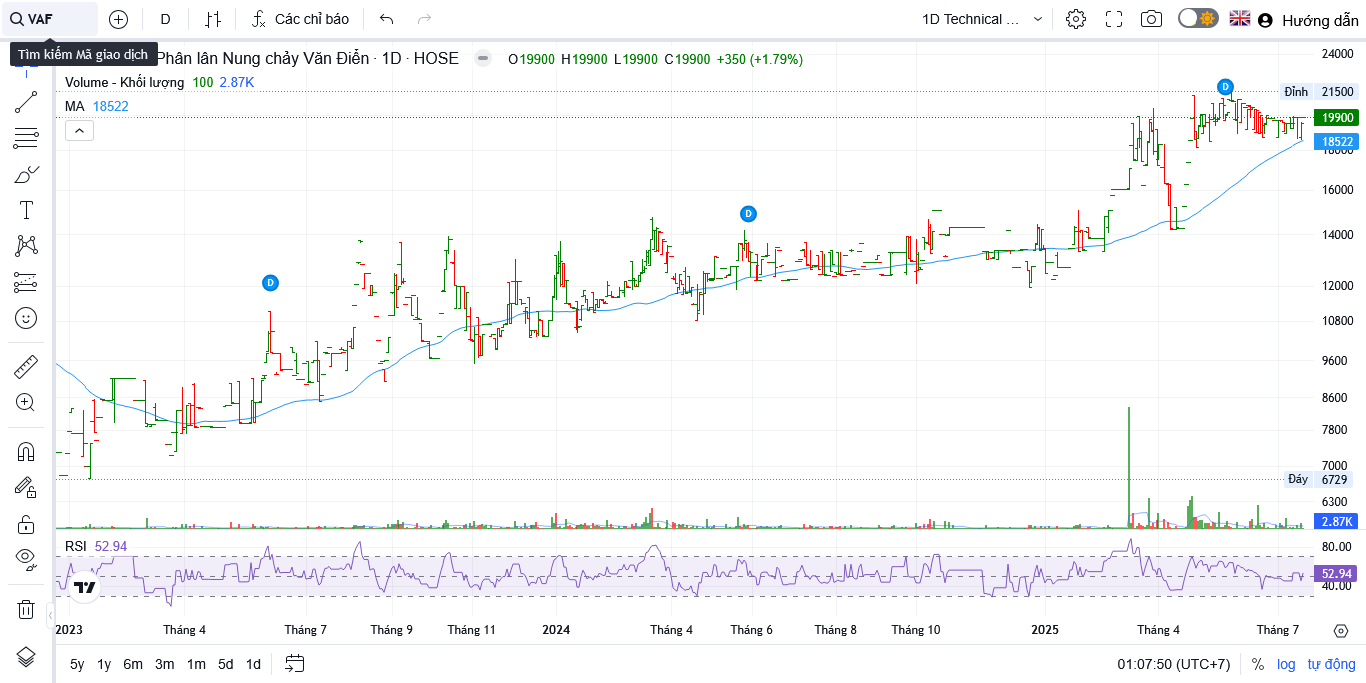 VAF
D
Các chỉ báo
1D Technical ...
Hướng dẫn
Tìm kiếm Mã giao dịch
Phân lân Nung chảy Văn Điển · 1D · HOSE
O19900 H19900 L19900 C19900 +350 (+1.79%)
Volume - Khối lượng 100 2.87K
MA 18522
24000
Đỉnh 21500
19900
18522
18000
16000
14000
12000
10800
9600
8600
7800
7000
Đáy 6729
6300
2.87K
D
D
D
RSI 52.94
80.00
52.94
40.00
2023 Tháng 4 Tháng 7 Tháng 9 Tháng 11 2024 Tháng 4 Tháng 6 Tháng 8 Tháng 10 2025 Tháng 4 Tháng 7
5y 1y 6m 3m 1m 5d 1d
01:07:50 (UTC+7) % log tự động